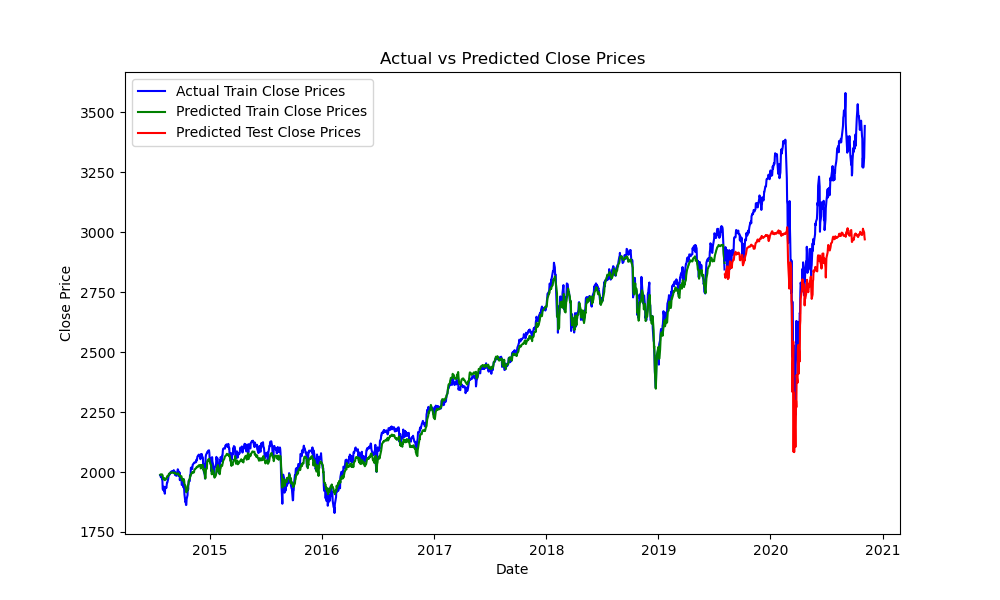 Actual vs Predicted Close Prices
Actual Train Close Prices
Predicted Train Close Prices
Predicted Test Close Prices
3500
3250
3000
2750
2500
2250
2000
1750
Close Price
2015 2016 2017 2018 2019 2020 2021
Date